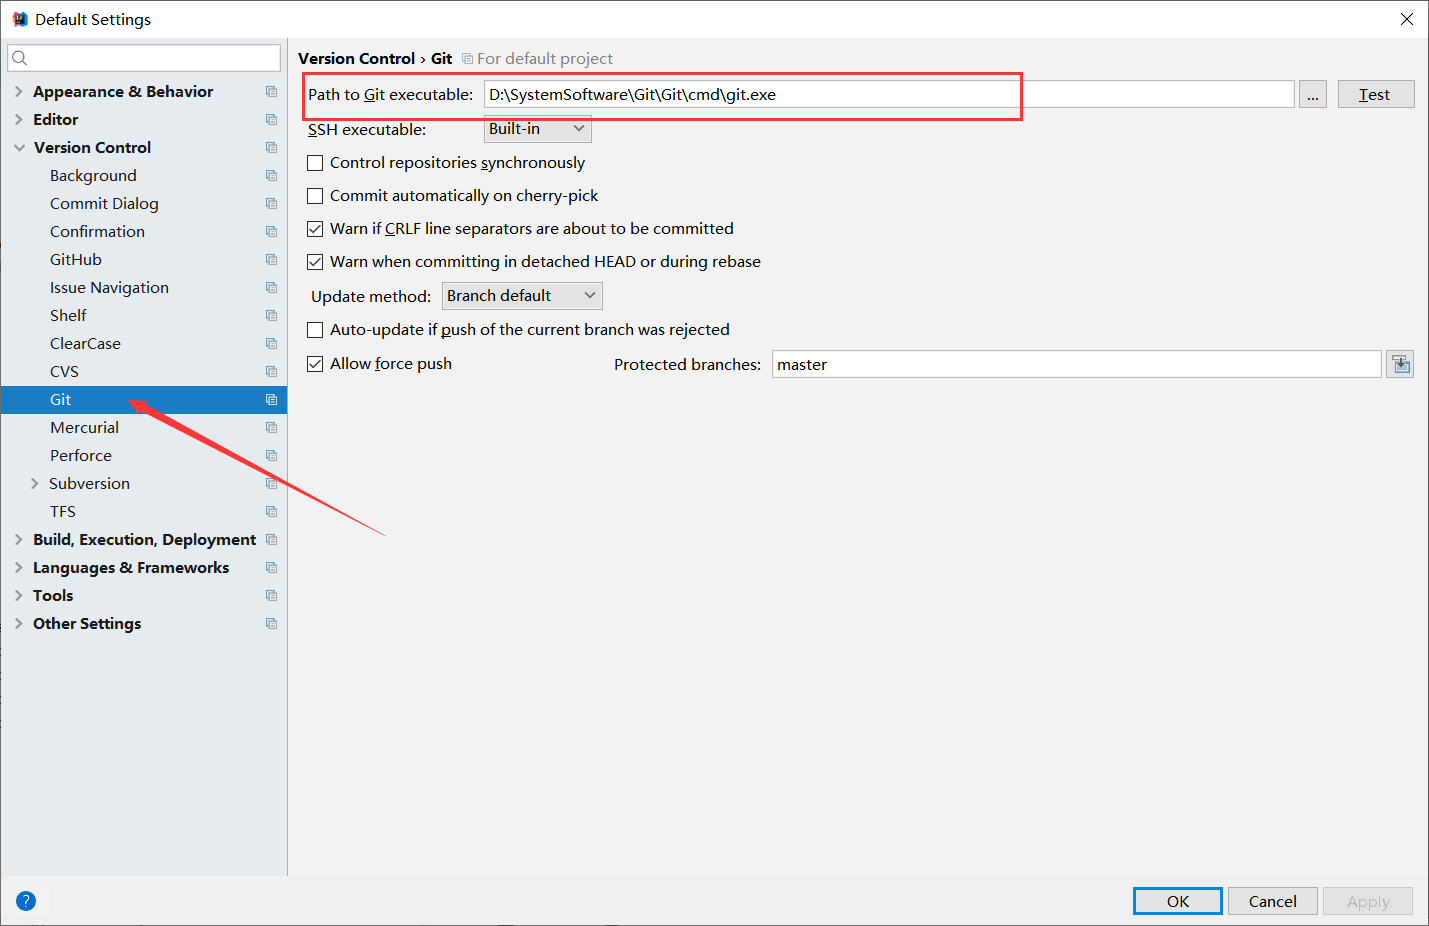 Default Settings
Version Control › Git For default project
Appearance & Behavior
Editor
Version Control
Background
Commit Dialog
Confirmation
GitHub
Issue Navigation
Shelf
ClearCase
CVS
Git
Mercurial
Perforce
Subversion
TFS
Build, Execution, Deployment
Languages & Frameworks
Tools
Other Settings
Path to Git executable: D:\SystemSoftware\Git\Git\cmd\git.exe ... Test
SSH executable: Built-in
Control repositories synchronously
Commit automatically on cherry-pick
Warn if CRLF line separators are about to be committed
Warn when committing in detached HEAD or during rebase
Update method: Branch default
Auto-update if push of the current branch was rejected
Allow force push Protected branches: master
? OK Cancel Apply